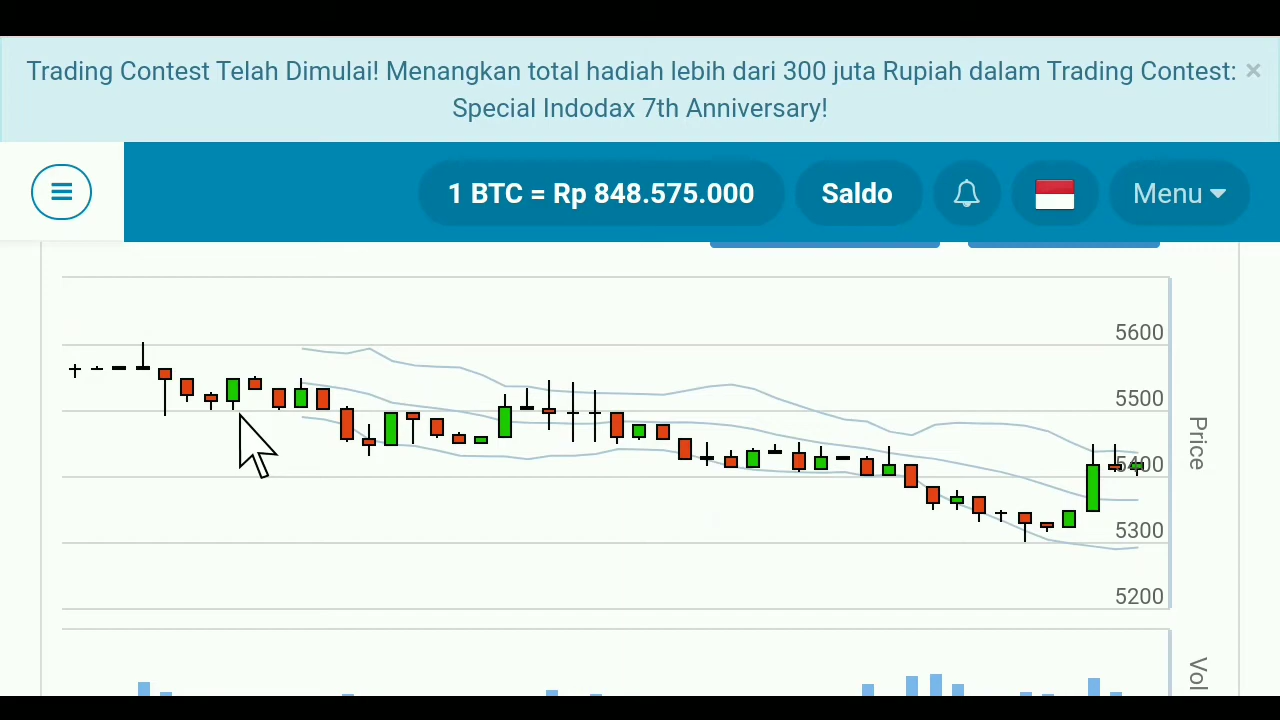 Trading Contest Telah Dimulai! Menangkan total hadiah lebih dari 300 juta Rupiah dalam Trading Contest: ×
Special Indodax 7th Anniversary!
1 BTC = Rp 848.575.000 Saldo Menu
5600
5500
5400
5300
5200
Price
Vol